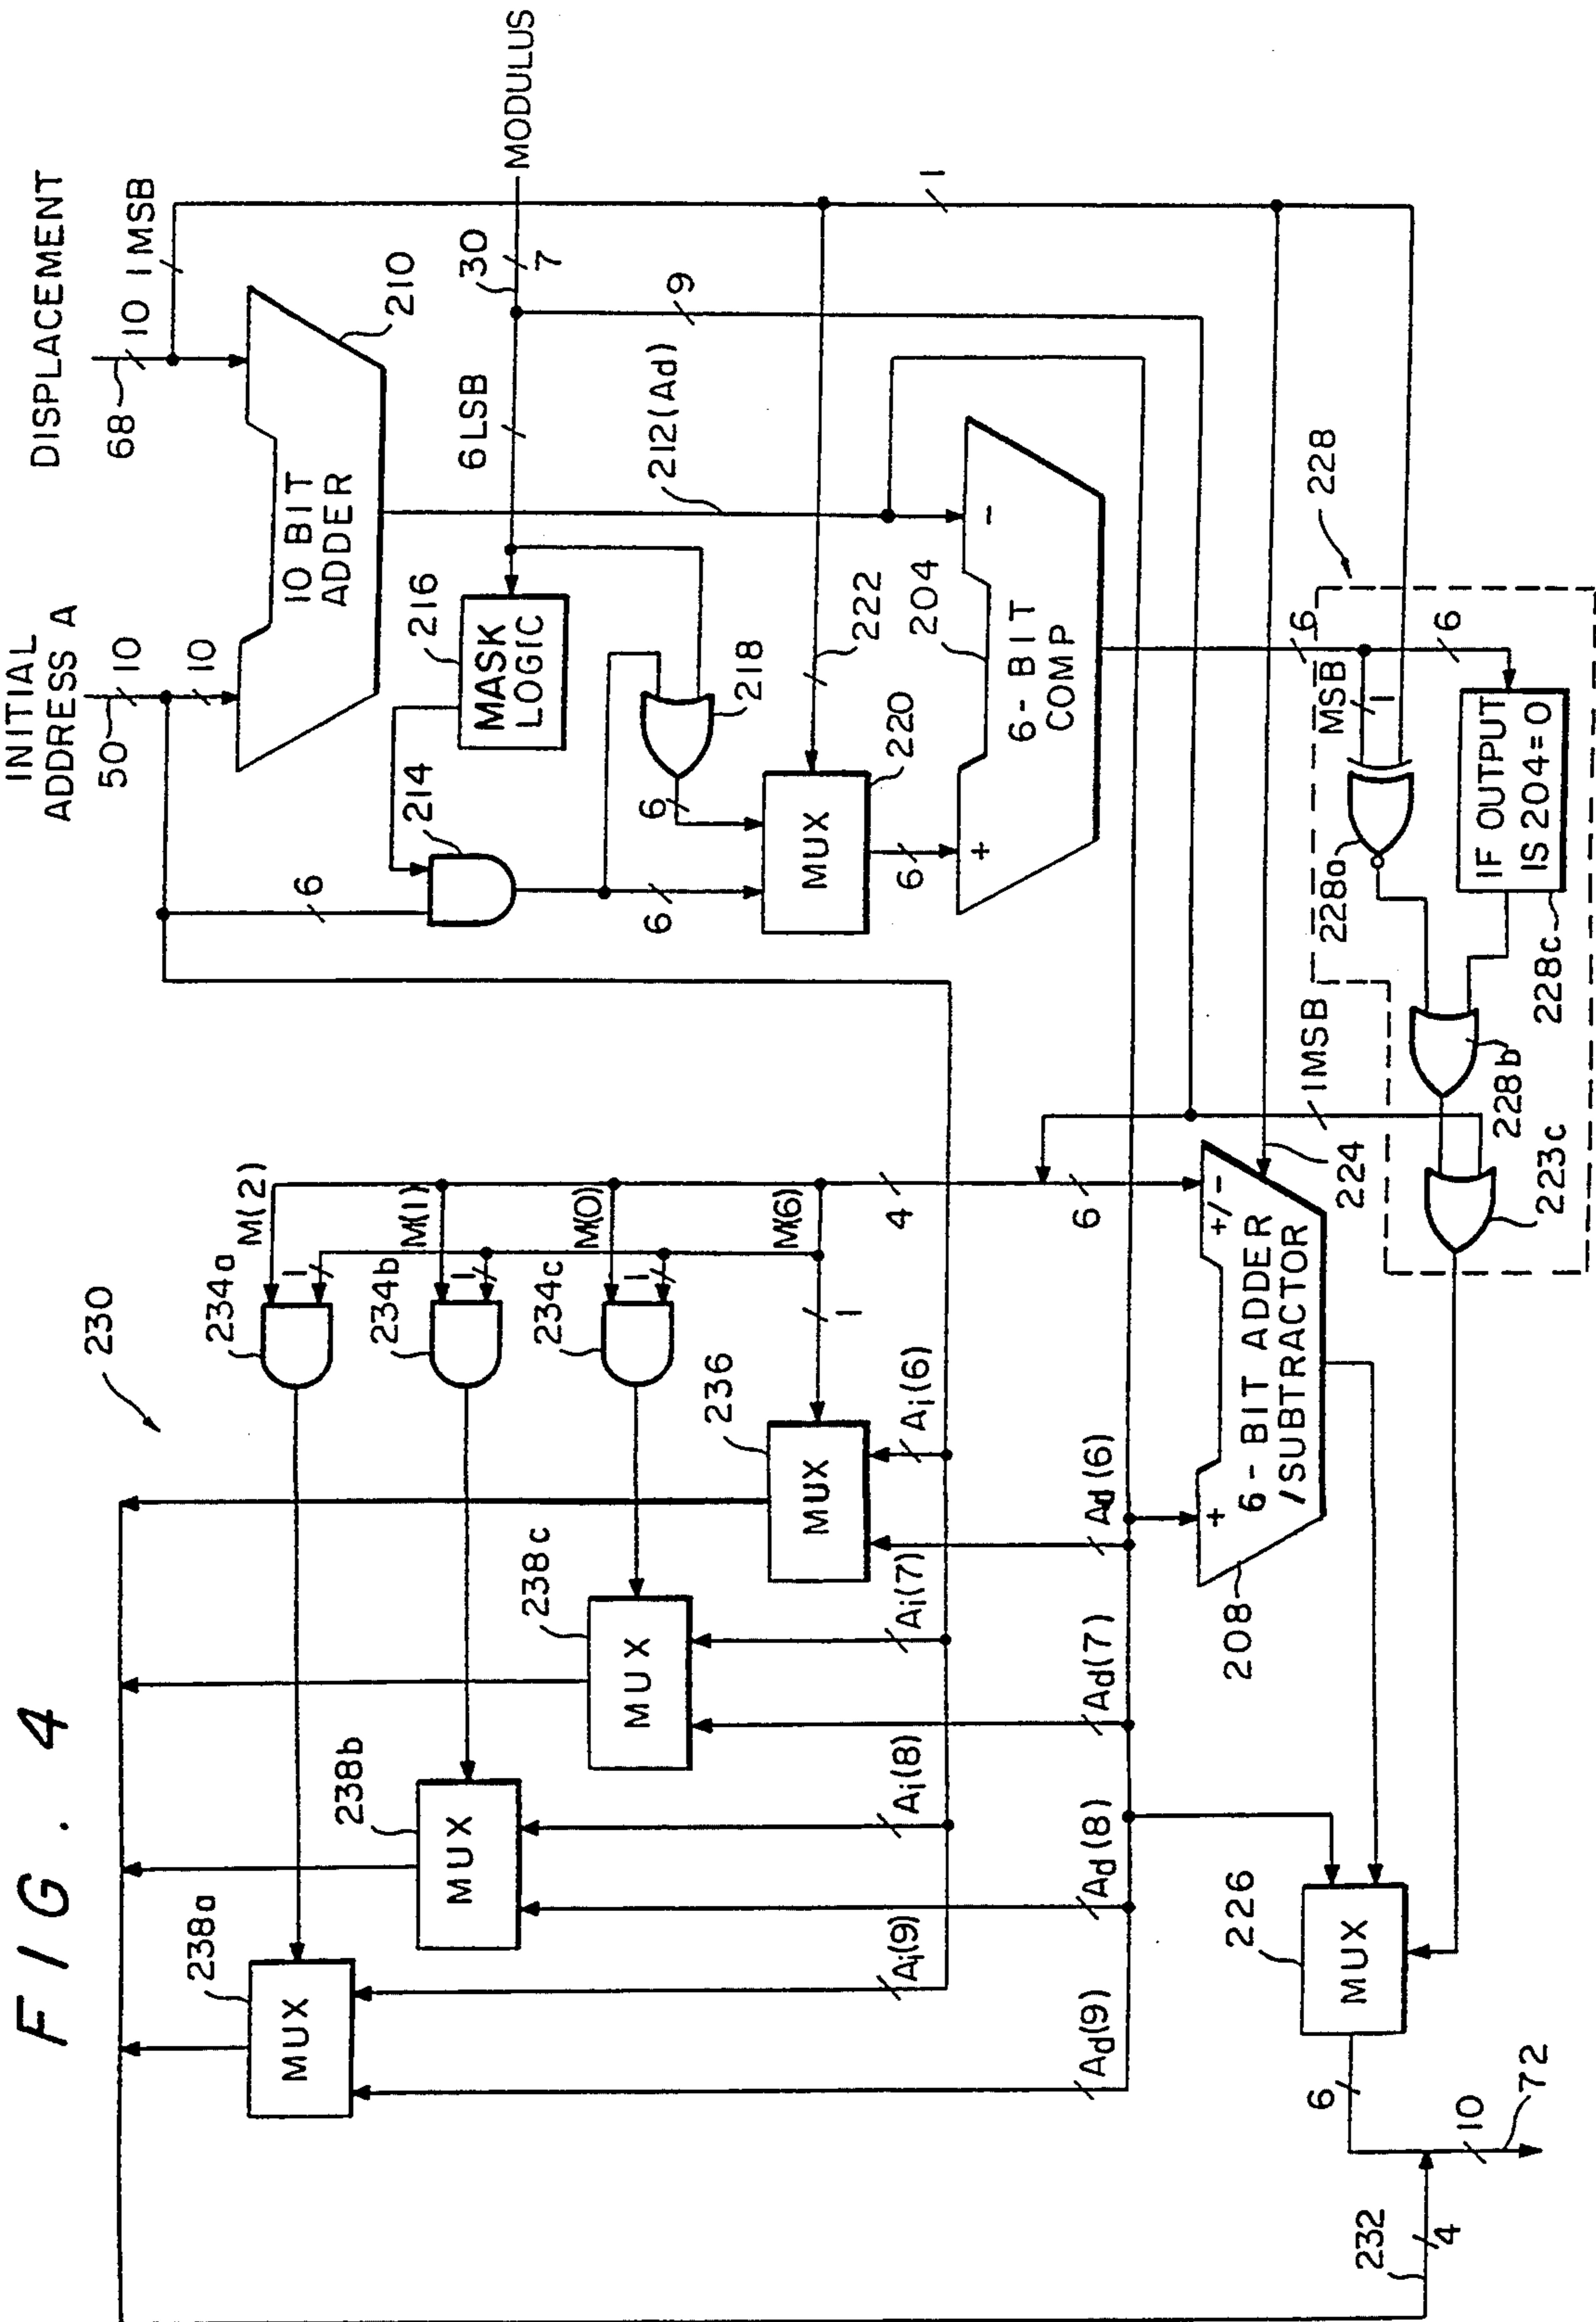 FIG. 4
INITIAL
ADDRESS A
DISPLACEMENT
50
10
10
68
10
1 MSB
10 BIT
ADDER
210
MODULUS
30
7
9
6 LSB
212(Ad)
1
214
216
MASK
LOGIC
218
6
6
6
MUX
220
222
6
204
6-BIT
COMP
+
-
228
6
6
MSB
1
228a
IF OUTPUT
IS 204=0
228c
228b
223c
1MSB
224
230
234a
M(2)
1
234b
M(1)
1
234c
M(0)
1
M(6)
1
4
6
236
MUX
Ai(6)
Ad(6)
238c
MUX
Ai(7)
Ad(7)
238b
MUX
Ai(8)
Ad(8)
238a
MUX
Ai(9)
Ad(9)
+
+/-
6-BIT ADDER
/SUBTRACTOR
208
226
MUX
6
10
72
232
4